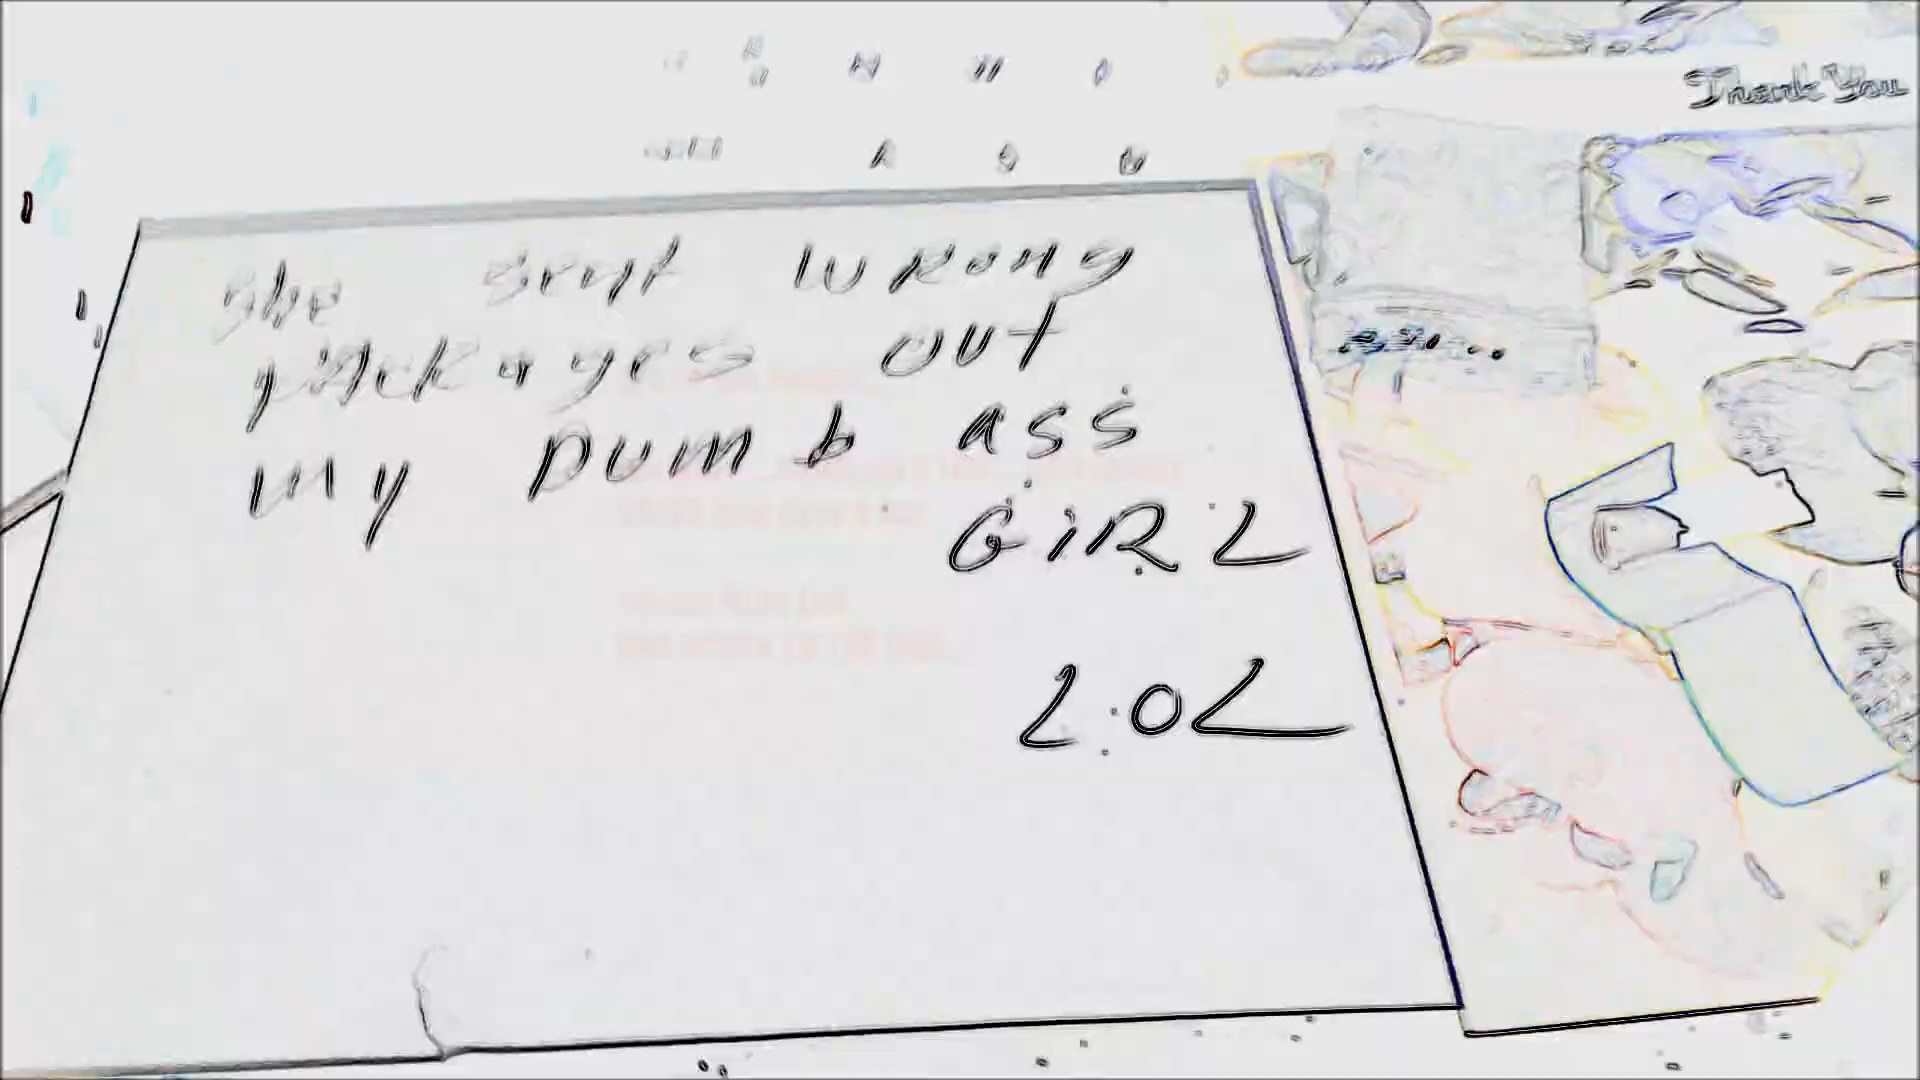 Thank You
She sent wrong
packages out
my Dumb ass
GiRL
LOL